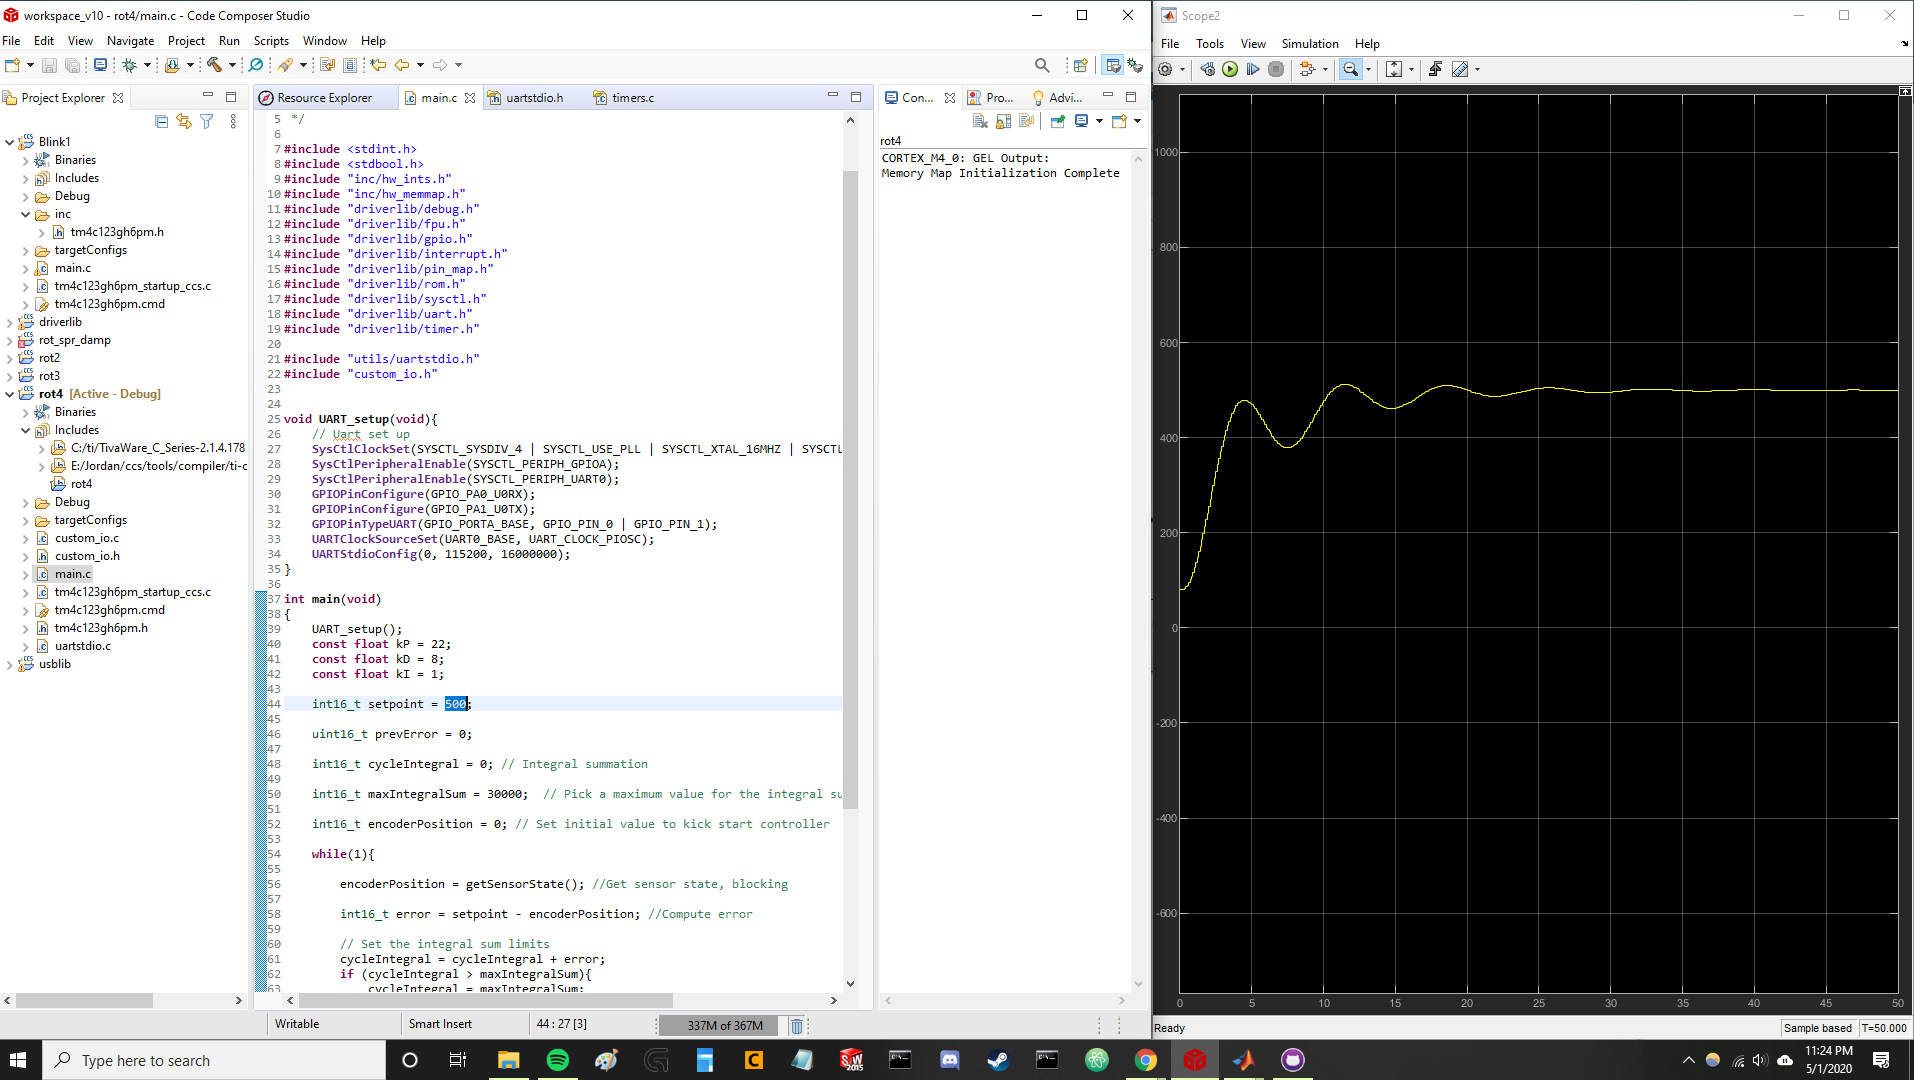 workspace_v10 - rot4/main.c - Code Composer Studio
File Edit View Navigate Project Run Scripts Window Help
Project Explorer
Blink1
Binaries
Includes
Debug
inc
tm4c123gh6pm.h
targetConfigs
main.c
tm4c123gh6pm_startup_ccs.c
tm4c123gh6pm.cmd
driverlib
rot_spr_damp
rot2
rot3
rot4 [Active - Debug]
Binaries
Includes
C:/ti/TivaWare_C_Series-2.1.4.178
E:/Jordan/ccs/tools/compiler/ti-c
rot4
Debug
targetConfigs
custom_io.c
custom_io.h
main.c
tm4c123gh6pm_startup_ccs.c
tm4c123gh6pm.cmd
tm4c123gh6pm.h
uartstdio.c
usblib
Resource Explorer main.c uartstdio.h timers.c
5 */
6
7 #include <stdint.h>
8 #include <stdbool.h>
9 #include "inc/hw_ints.h"
10 #include "inc/hw_memmap.h"
11 #include "driverlib/debug.h"
12 #include "driverlib/fpu.h"
13 #include "driverlib/gpio.h"
14 #include "driverlib/interrupt.h"
15 #include "driverlib/pin_map.h"
16 #include "driverlib/rom.h"
17 #include "driverlib/sysctl.h"
18 #include "driverlib/uart.h"
19 #include "driverlib/timer.h"
20
21 #include "utils/uartstdio.h"
22 #include "custom_io.h"
23
24
25 void UART_setup(void){
26 // Uart set up
27 SysCtlClockSet(SYSCTL_SYSDIV_4 | SYSCTL_USE_PLL | SYSCTL_XTAL_16MHZ | SYSCTL
28 SysCtlPeripheralEnable(SYSCTL_PERIPH_GPIOA);
29 SysCtlPeripheralEnable(SYSCTL_PERIPH_UART0);
30 GPIOPinConfigure(GPIO_PA0_U0RX);
31 GPIOPinConfigure(GPIO_PA1_U0TX);
32 GPIOPinTypeUART(GPIO_PORTA_BASE, GPIO_PIN_0 | GPIO_PIN_1);
33 UARTClockSourceSet(UART0_BASE, UART_CLOCK_PIOSC);
34 UARTStdioConfig(0, 115200, 16000000);
35 }
36
37 int main(void)
38 {
39 UART_setup();
40 const float kP = 22;
41 const float kD = 8;
42 const float kI = 1;
43
44 int16_t setpoint = 500;
45
46 uint16_t prevError = 0;
47
48 int16_t cycleIntegral = 0; // Integral summation
49
50 int16_t maxIntegralSum = 30000; // Pick a maximum value for the integral su
51
52 int16_t encoderPosition = 0; // Set initial value to kick start controller
53
54 while(1){
55
56 encoderPosition = getSensorState(); //Get sensor state, blocking
57
58 int16_t error = setpoint - encoderPosition; //Compute error
59
60 // Set the integral sum limits
61 cycleIntegral = cycleIntegral + error;
62 if (cycleIntegral > maxIntegralSum){
63 cycleIntegral = maxIntegralSum;
Con... Pro... Advi...
rot4
CORTEX_M4_0: GEL Output:
Memory Map Initialization Complete
Writable Smart Insert 44 : 27 [3] 337M of 367M
Scope2
File Tools View Simulation Help
1000
800
600
400
200
0
-200
-400
-600
0 5 10 15 20 25 30 35 40 45 50
Ready Sample based T=50.000
Type here to search
SW 2015
11:24 PM
5/1/2020